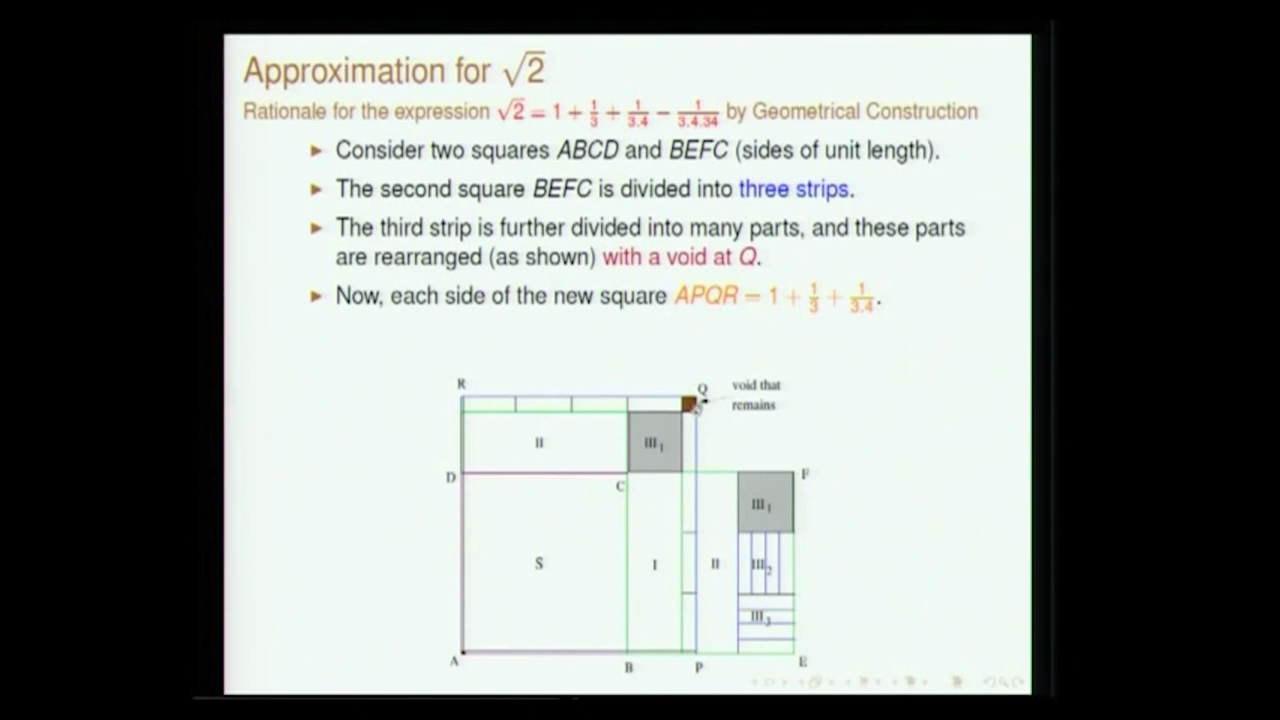 Approximation for √2
Rationale for the expression √2 = 1 + 1/3 + 1/3.4 − 1/3.4.34 by Geometrical Construction
► Consider two squares ABCD and BEFC (sides of unit length).
► The second square BEFC is divided into three strips.
► The third strip is further divided into many parts, and these parts
are rearranged (as shown) with a void at Q.
► Now, each side of the new square APQR = 1 + 1/3 + 1/3.4.
R Q void that
remains
II III1
D C F
III1
S I II III2
III3
A B P E